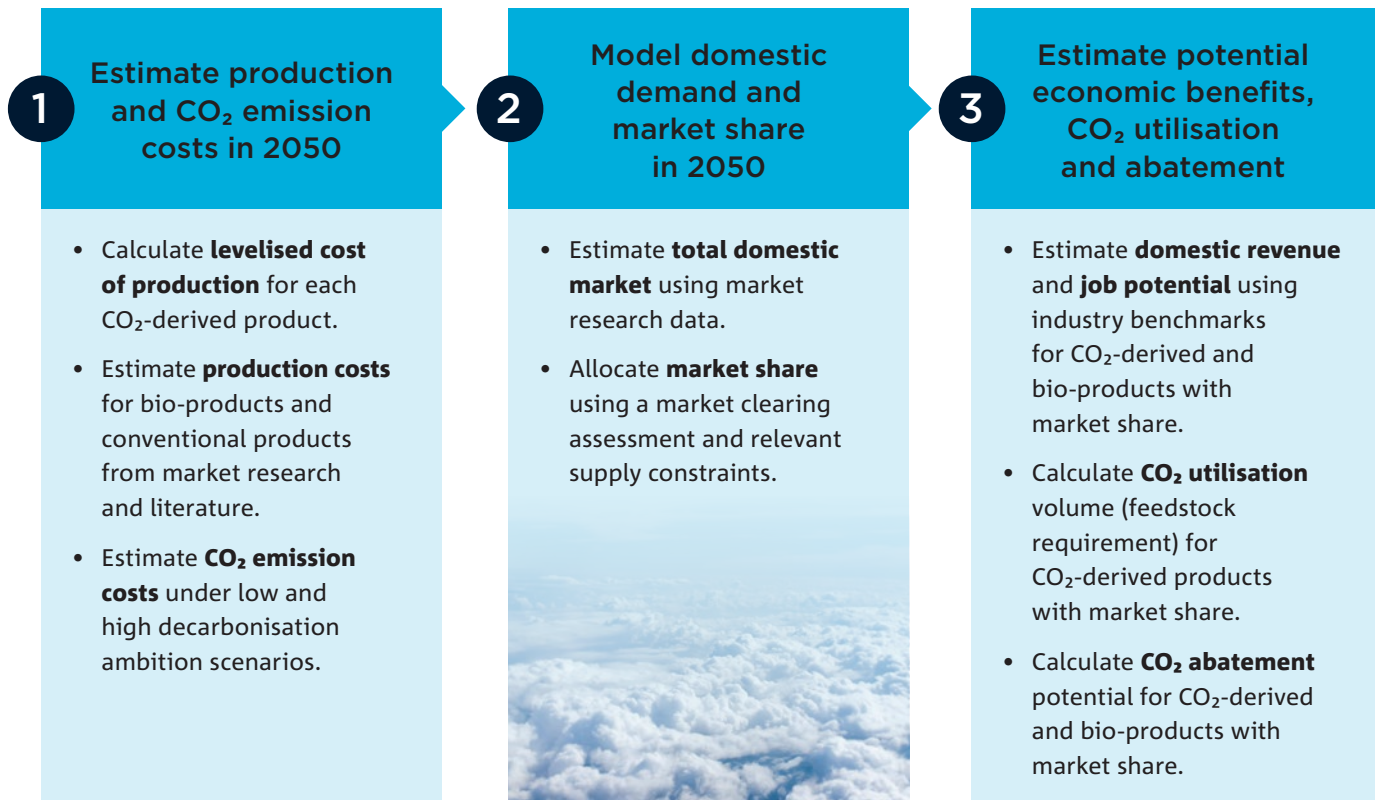 1
Estimate production
and CO₂ emission
costs in 2050
• Calculate levelised cost
of production for each
CO₂-derived product.
• Estimate production costs
for bio-products and
conventional products
from market research
and literature.
• Estimate CO₂ emission
costs under low and
high decarbonisation
ambition scenarios.
2
Model domestic
demand and
market share
in 2050
• Estimate total domestic
market using market
research data.
• Allocate market share
using a market clearing
assessment and relevant
supply constraints.
3
Estimate potential
economic benefits,
CO₂ utilisation
and abatement
• Estimate domestic revenue
and job potential using
industry benchmarks
for CO₂-derived and
bio-products with
market share.
• Calculate CO₂ utilisation
volume (feedstock
requirement) for
CO₂-derived products
with market share.
• Calculate CO₂ abatement
potential for CO₂-derived
and bio-products with
market share.